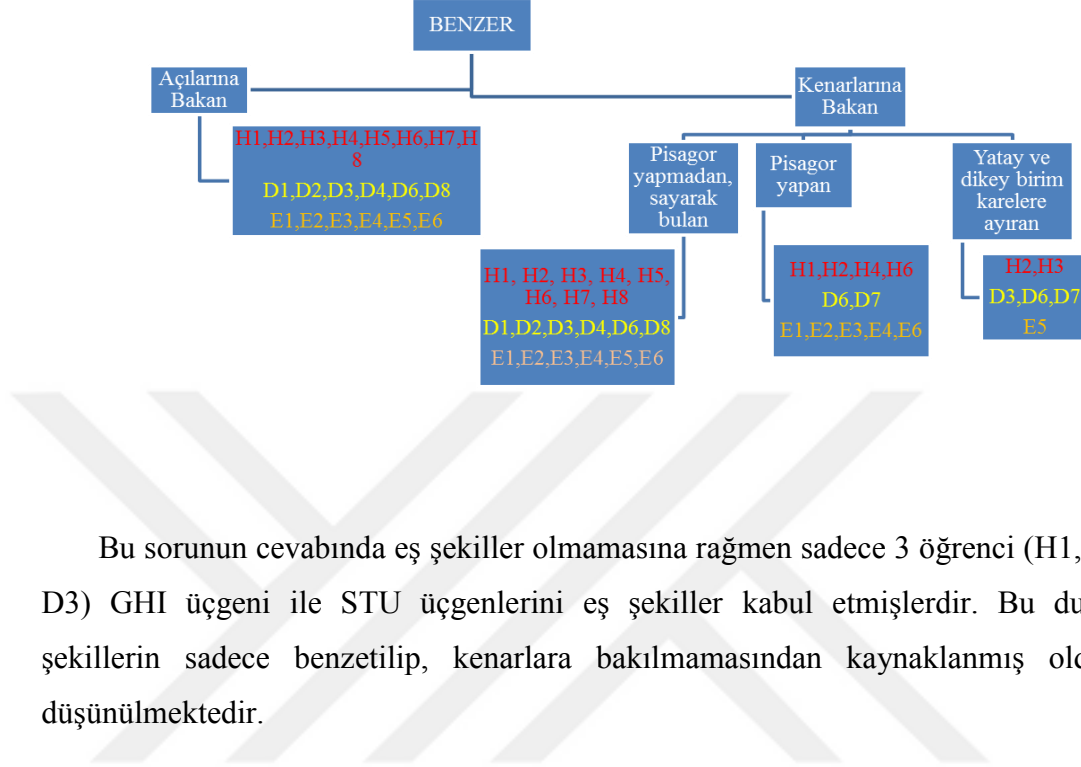 BENZER
Açılarına
Bakan
H1,H2,H3,H4,H5,H6,H7,H
8
D1,D2,D3,D4,D6,D8
E1,E2,E3,E4,E5,E6
Kenarlarına
Bakan
Pisagor
yapmadan,
sayarak
bulan
H1, H2, H3, H4, H5,
H6, H7, H8
D1,D2,D3,D4,D6,D8
E1,E2,E3,E4,E5,E6
Pisagor
yapan
H1,H2,H4,H6
D6,D7
E1,E2,E3,E4,E6
Yatay ve
dikey birim
karelere
ayıran
H2,H3
D3,D6,D7
E5
Bu sorunun cevabında eş şekiller olmamasına rağmen sadece 3 öğrenci (H1,
D3) GHI üçgeni ile STU üçgenlerini eş şekiller kabul etmişlerdir. Bu du
şekillerin sadece benzetilip, kenarlara bakılmamasından kaynaklanmış old
düşünülmektedir.